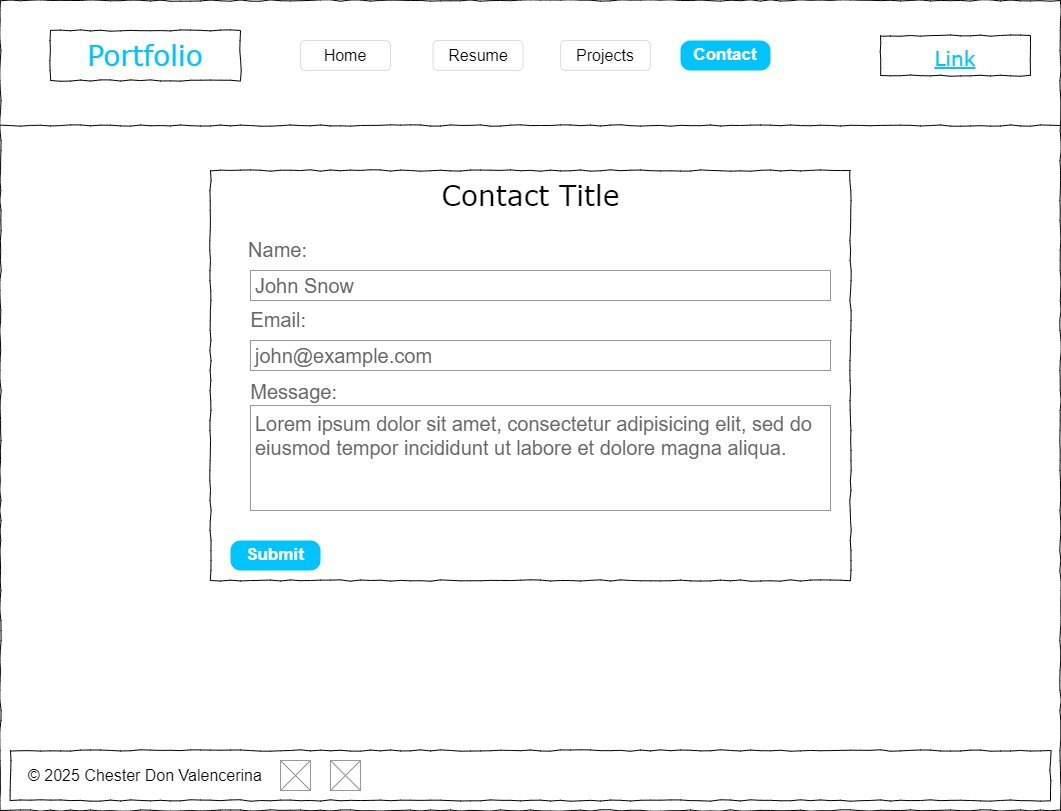 Portfolio
Home
Resume
Projects
Contact
Link
Contact Title
Name:
John Snow
Email:
john@example.com
Message:
Lorem ipsum dolor sit amet, consectetur adipisicing elit, sed do
eiusmod tempor incididunt ut labore et dolore magna aliqua.
Submit
© 2025 Chester Don Valencerina